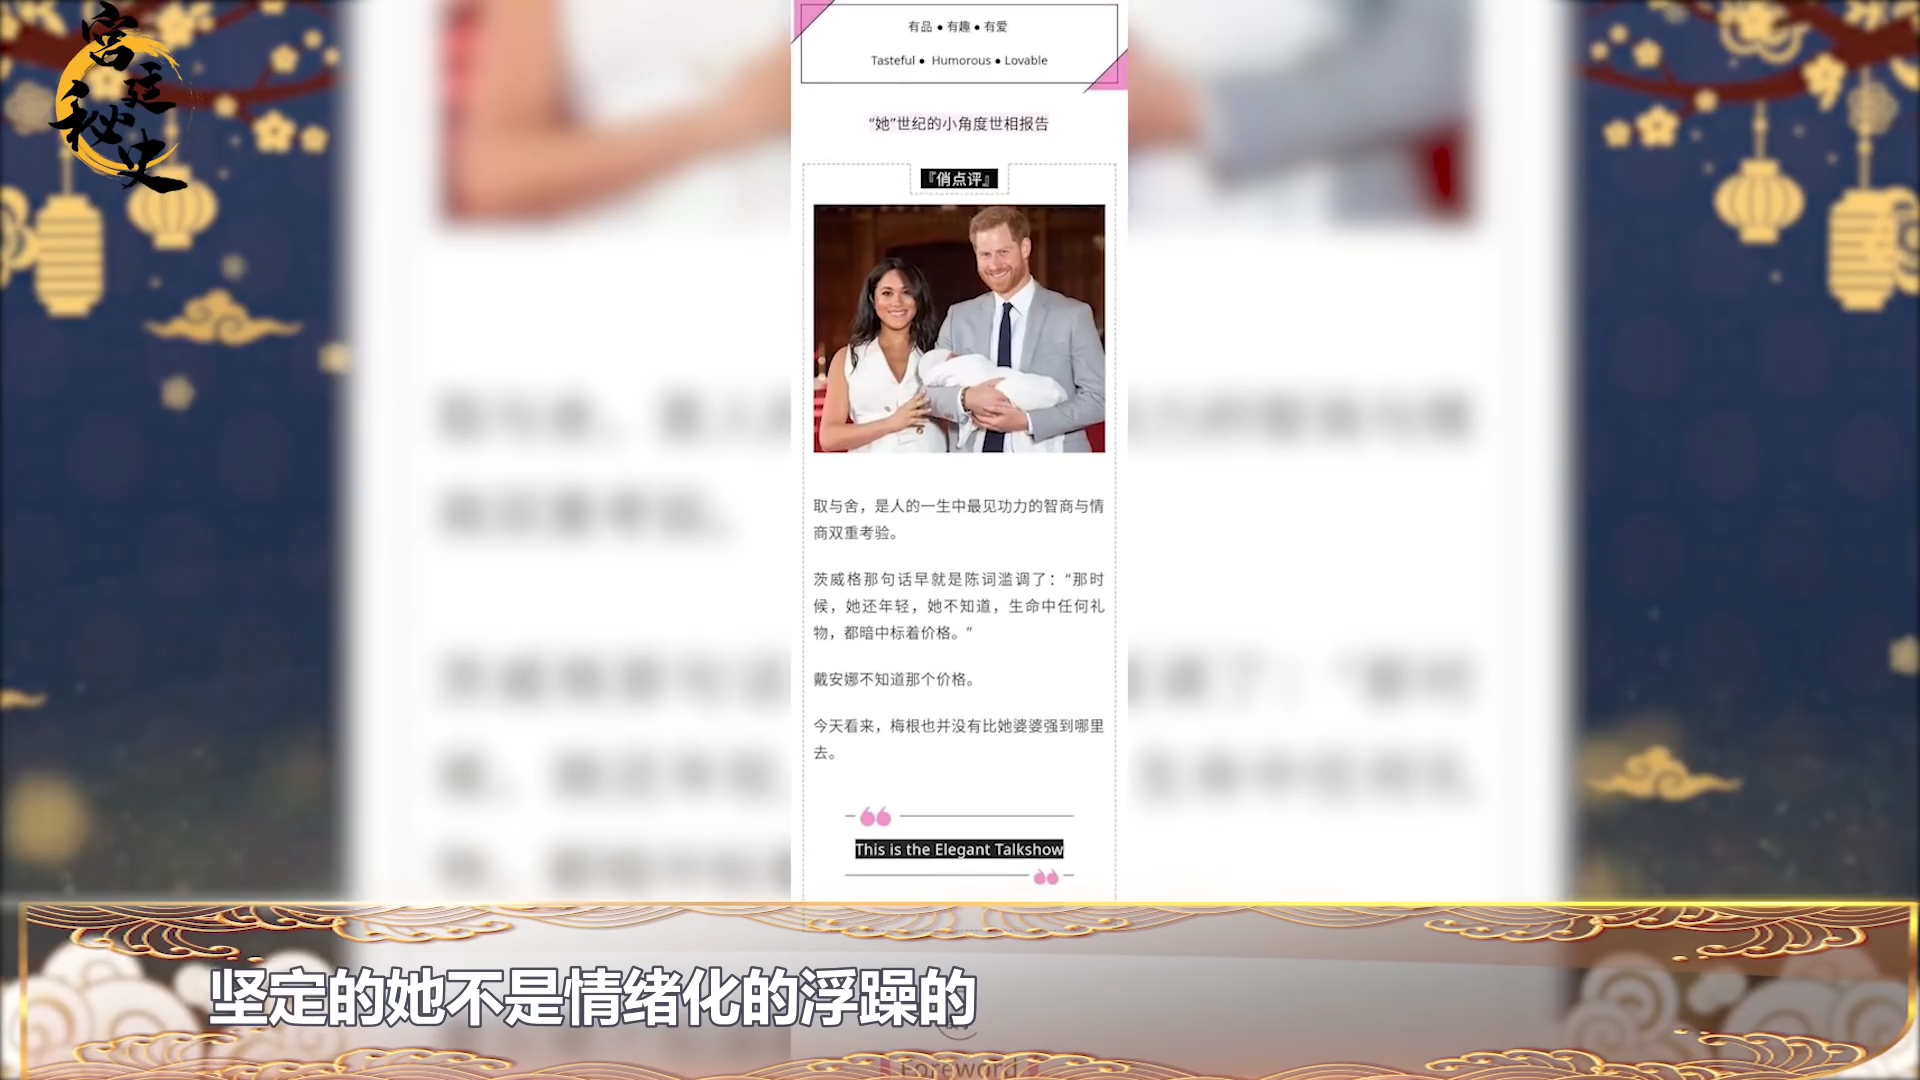 宫廷秘史
有品 ● 有趣 ● 有爱
Tasteful ● Humorous ● Lovable
“她”世纪的小角度世相报告
『俏点评』
取与舍，是人的一生中最见功力的智商与情
商双重考验。
茨威格那句话早就是陈词滥调了：“那时
候，她还年轻，她不知道，生命中任何礼
物，都暗中标着价格。”
戴安娜不知道那个价格。
今天看来，梅根也并没有比她婆婆强到哪里
去。
This is the Elegant Talkshow
坚定的她不是情绪化的浮躁的
Foreword